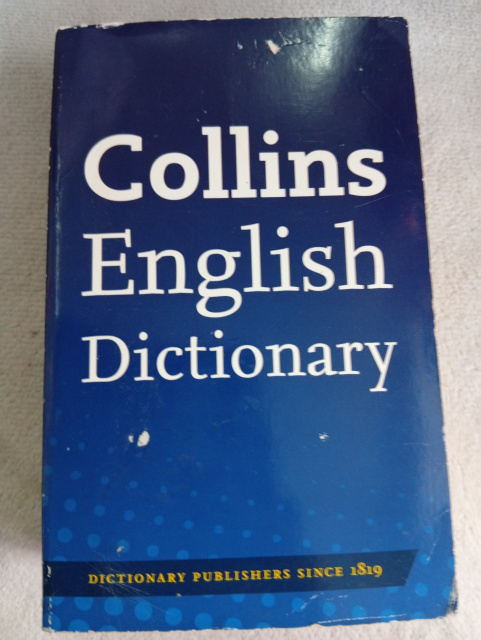 Collins
English
Dictionary
DICTIONARY PUBLISHERS SINCE 1819